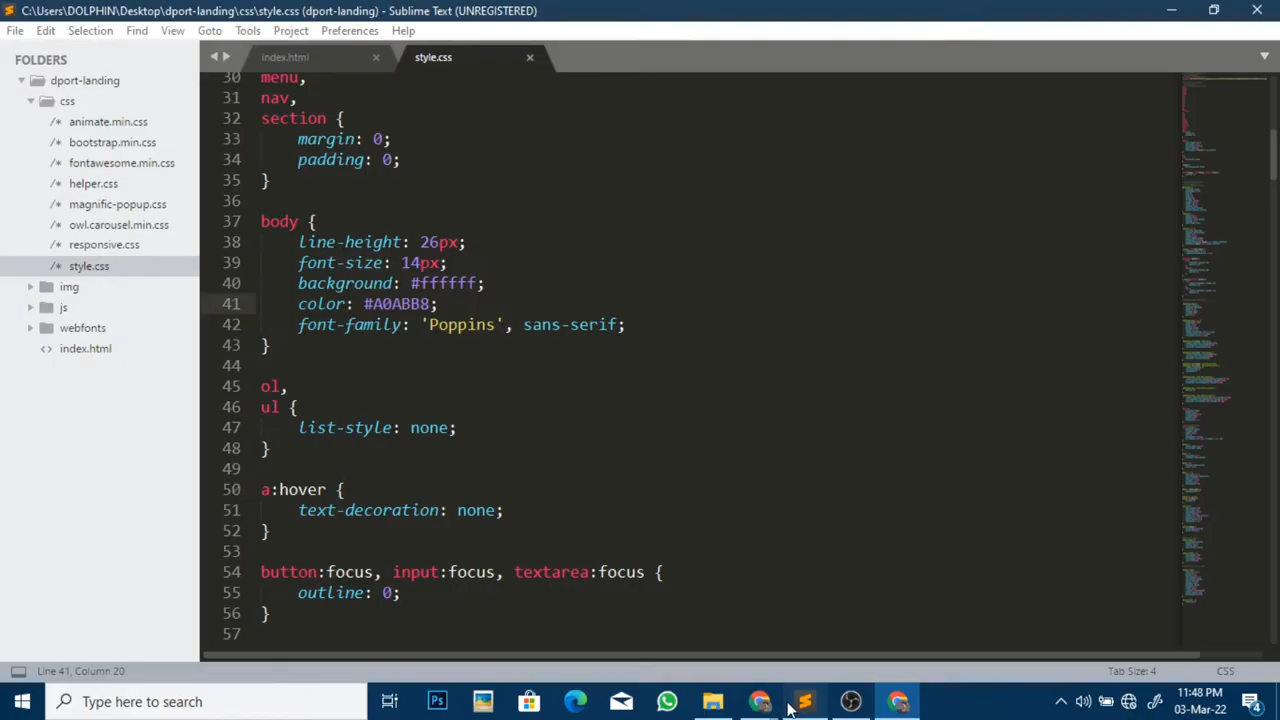 C:\Users\DOLPHIN\Desktop\dport-landing\css\style.css (dport-landing) - Sublime Text (UNREGISTERED)
File Edit Selection Find View Goto Tools Project Preferences Help
FOLDERS
dport-landing
css
/* animate.min.css
/* bootstrap.min.css
/* fontawesome.min.css
/* helper.css
/* magnific-popup.css
/* owl.carousel.min.css
/* responsive.css
/* style.css
img
js
webfonts
<> index.html
index.html style.css
30 menu,
31 nav,
32 section {
33 margin: 0;
34 padding: 0;
35 }
36
37 body {
38 line-height: 26px;
39 font-size: 14px;
40 background: #ffffff;
41 color: #A0ABB8;
42 font-family: 'Poppins', sans-serif;
43 }
44
45 ol,
46 ul {
47 list-style: none;
48 }
49
50 a:hover {
51 text-decoration: none;
52 }
53
54 button:focus, input:focus, textarea:focus {
55 outline: 0;
56 }
57
Line 41, Column 20 Tab Size: 4 CSS
Type here to search
Ps
11:48 PM
03-Mar-22
4